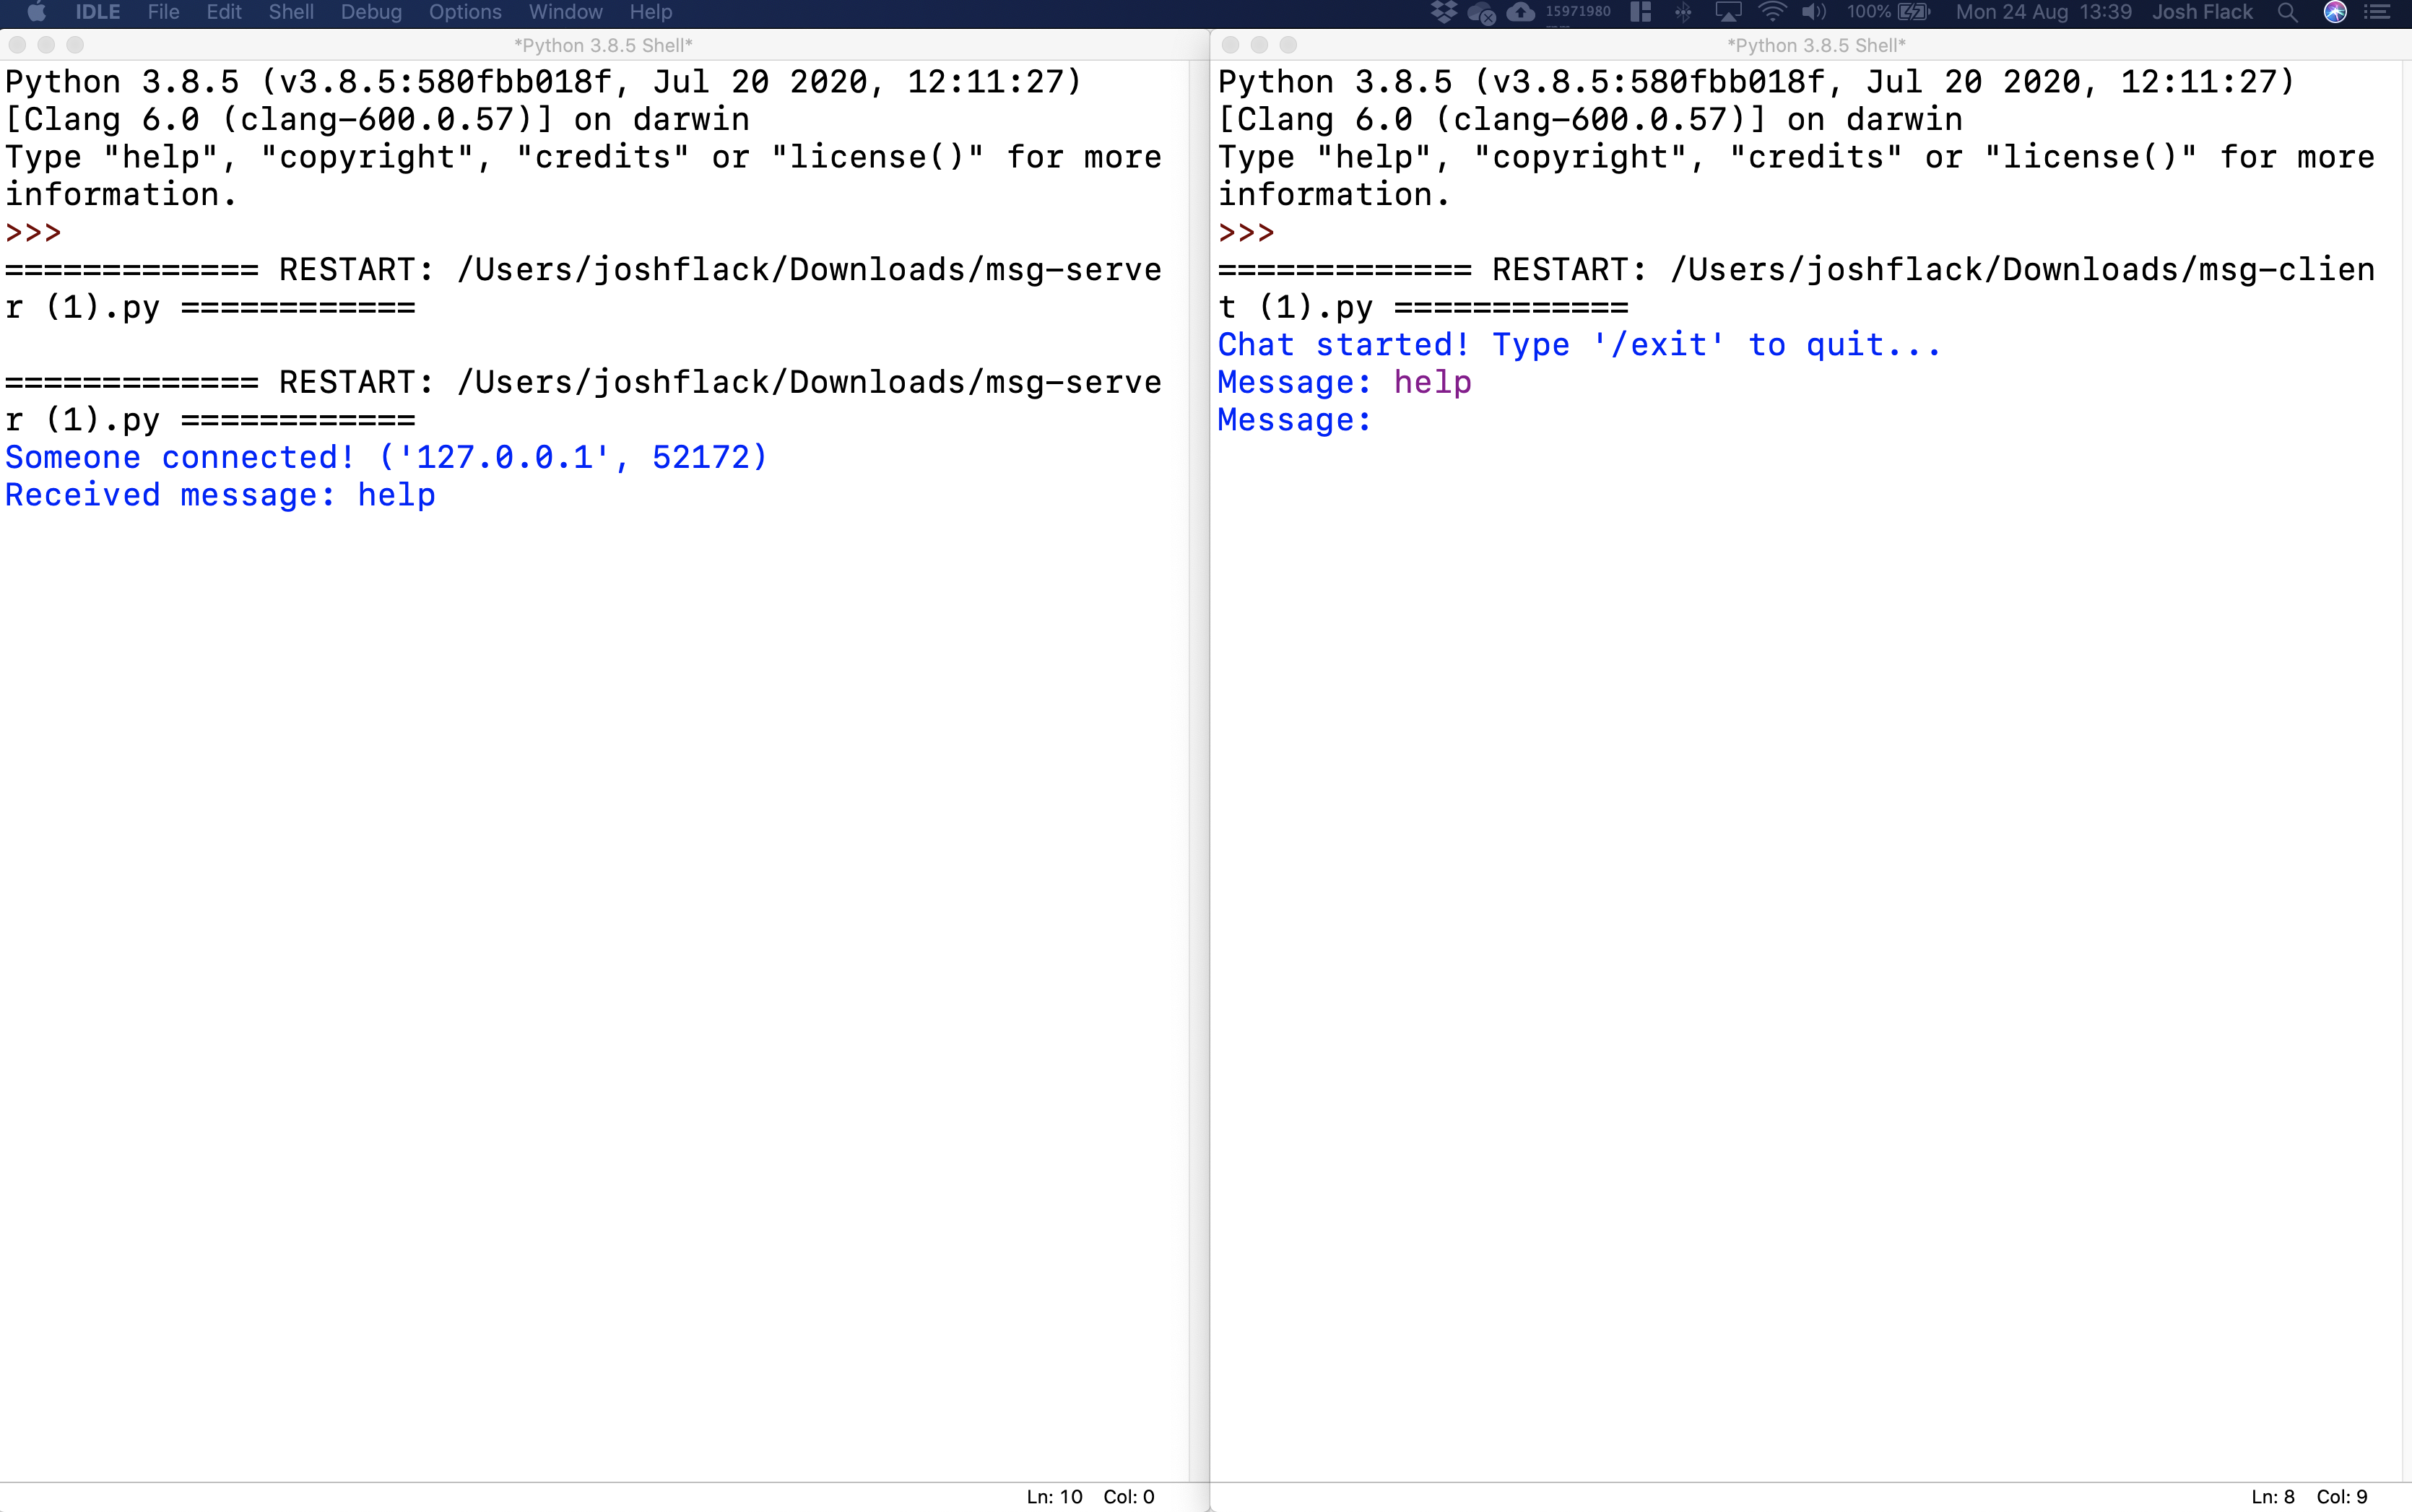 IDLE File Edit Shell Debug Options Window Help 15971980 100% Mon 24 Aug 13:39 Josh Flack
*Python 3.8.5 Shell*
Python 3.8.5 (v3.8.5:580fbb018f, Jul 20 2020, 12:11:27)
[Clang 6.0 (clang-600.0.57)] on darwin
Type "help", "copyright", "credits" or "license()" for more
information.
>>>
============= RESTART: /Users/joshflack/Downloads/msg-serve
r (1).py ============
============= RESTART: /Users/joshflack/Downloads/msg-serve
r (1).py ============
Someone connected! ('127.0.0.1', 52172)
Received message: help
Ln: 10 Col: 0
*Python 3.8.5 Shell*
Python 3.8.5 (v3.8.5:580fbb018f, Jul 20 2020, 12:11:27)
[Clang 6.0 (clang-600.0.57)] on darwin
Type "help", "copyright", "credits" or "license()" for more
information.
>>>
============= RESTART: /Users/joshflack/Downloads/msg-clien
t (1).py ============
Chat started! Type '/exit' to quit...
Message: help
Message:
Ln: 8 Col: 9